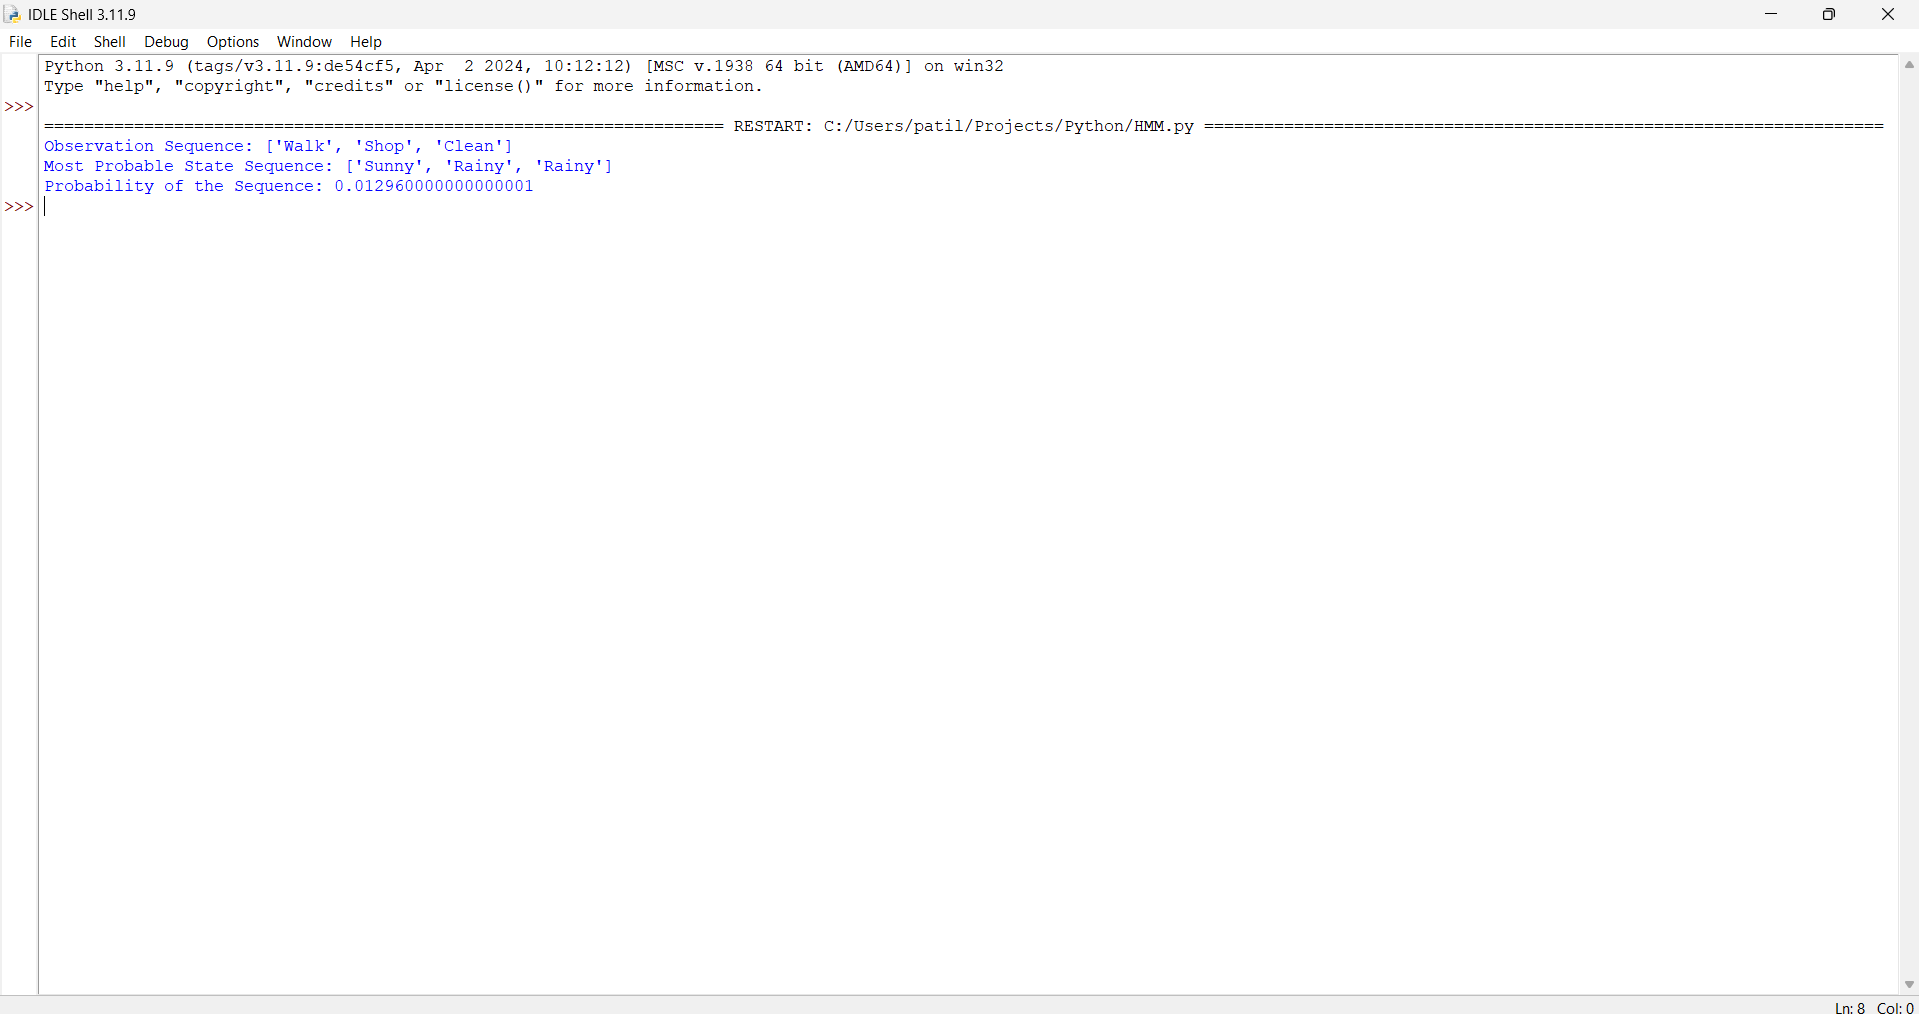 IDLE Shell 3.11.9
File Edit Shell Debug Options Window Help
Python 3.11.9 (tags/v3.11.9:de54cf5, Apr  2 2024, 10:12:12) [MSC v.1938 64 bit (AMD64)] on win32
Type "help", "copyright", "credits" or "license()" for more information.
>>>
==================================================================== RESTART: C:/Users/patil/Projects/Python/HMM.py ====================================================================
Observation Sequence: ['Walk', 'Shop', 'Clean']
Most Probable State Sequence: ['Sunny', 'Rainy', 'Rainy']
Probability of the Sequence: 0.012960000000000001
>>>
Ln: 8 Col: 0